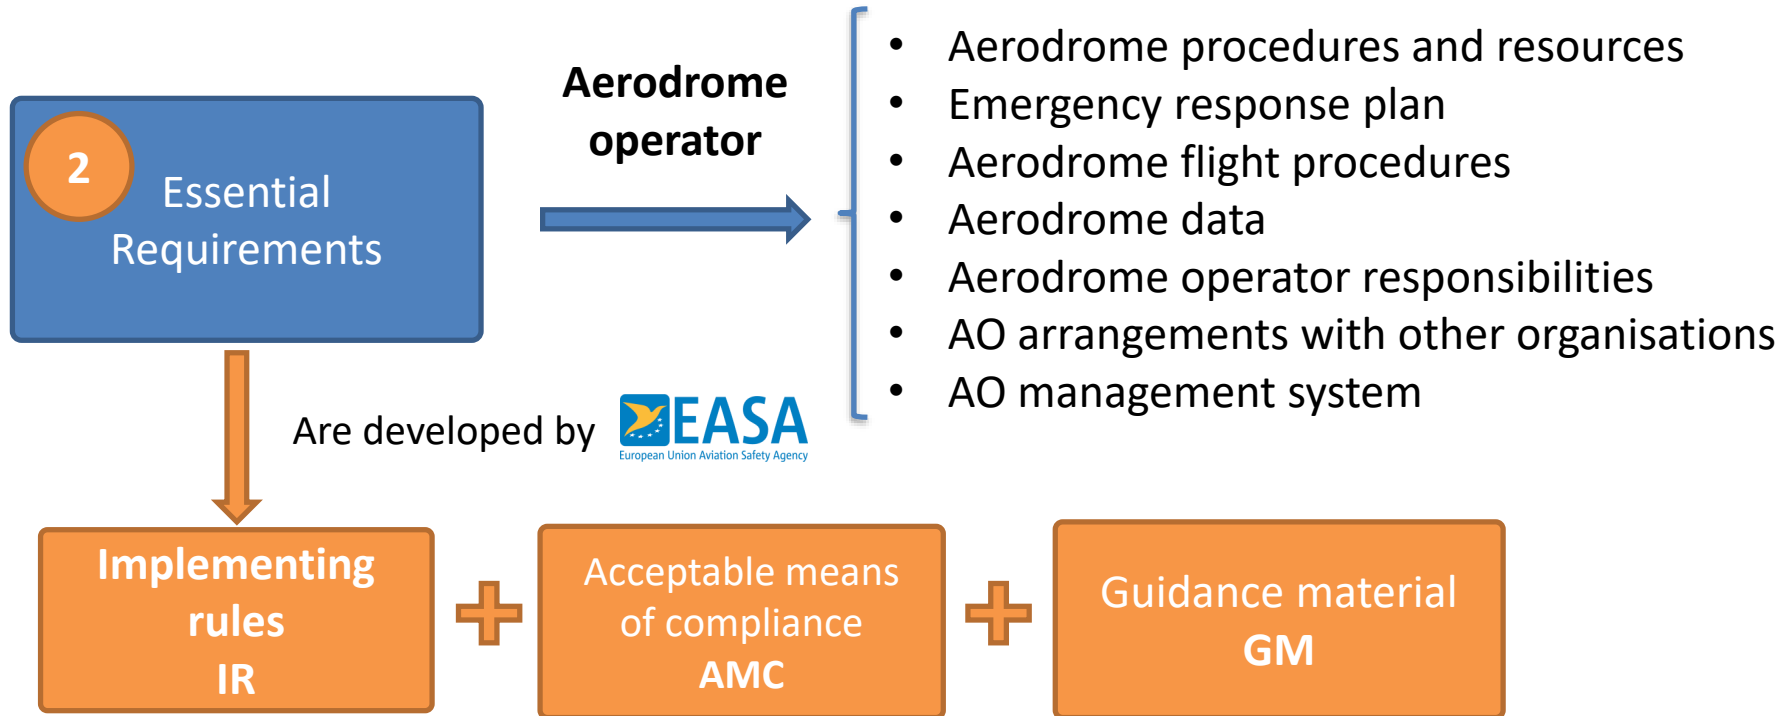 2
Essential
Requirements
Aerodrome
operator
• Aerodrome procedures and resources
• Emergency response plan
• Aerodrome flight procedures
• Aerodrome data
• Aerodrome operator responsibilities
• AO arrangements with other organisations
• AO management system
Are developed by
EASA
European Union Aviation Safety Agency
Implementing
rules
IR
Acceptable means
of compliance
AMC
Guidance material
GM